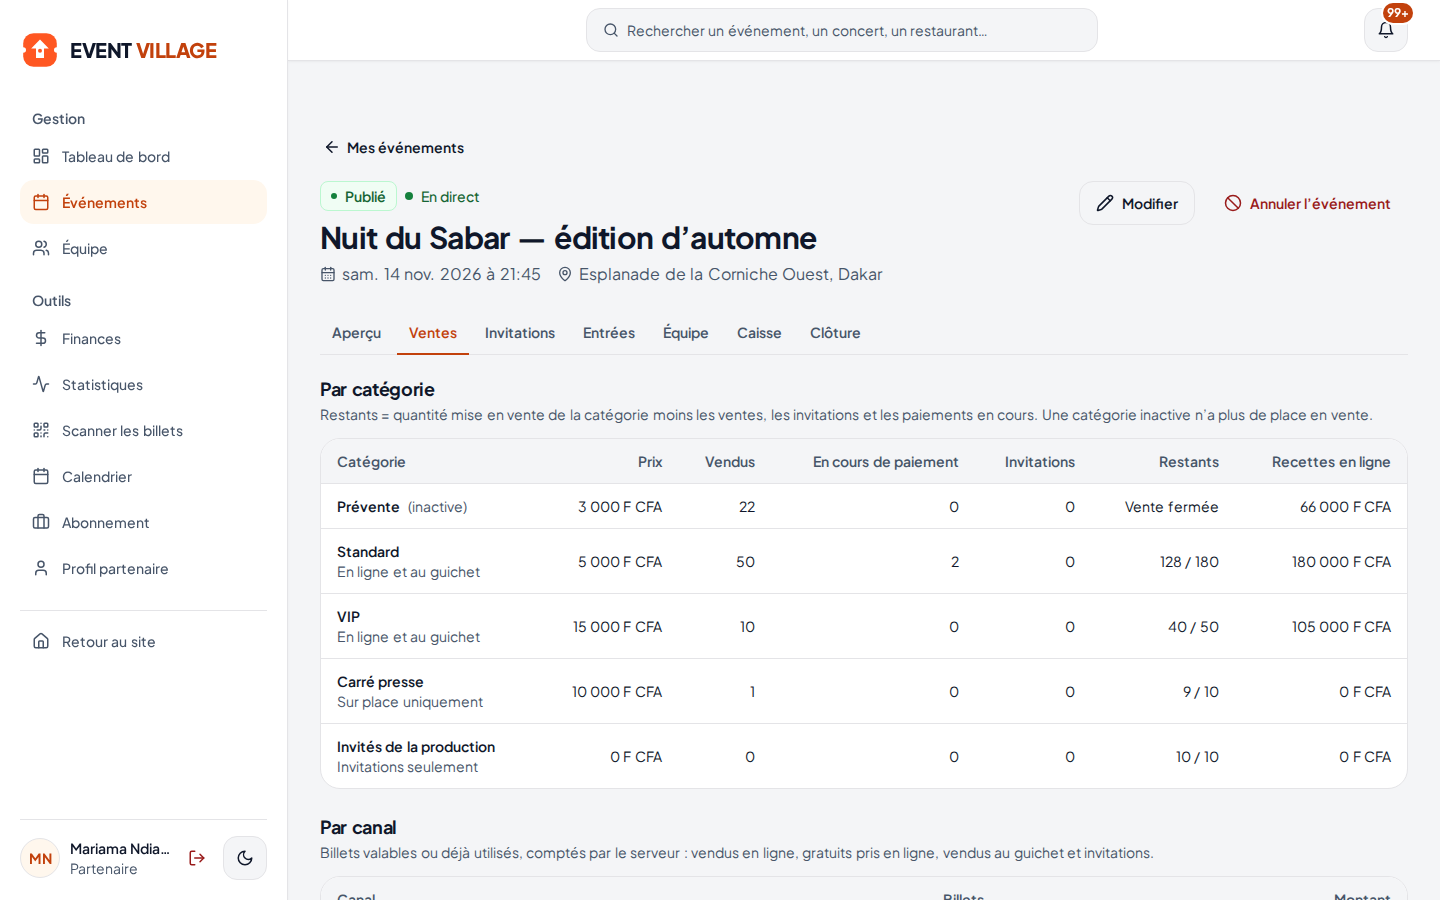 EVENT VILLAGE
Rechercher un événement, un concert, un restaurant…
99+
Gestion
Tableau de bord
Événements
Équipe
Outils
Finances
Statistiques
Scanner les billets
Calendrier
Abonnement
Profil partenaire
Retour au site
MN
Mariama Ndia…
Partenaire
Mes événements
Publié
En direct
Modifier
Annuler l’événement
Nuit du Sabar — édition d’automne
sam. 14 nov. 2026 à 21:45 Esplanade de la Corniche Ouest, Dakar
Aperçu Ventes Invitations Entrées Équipe Caisse Clôture
Par catégorie
Restants = quantité mise en vente de la catégorie moins les ventes, les invitations et les paiements en cours. Une catégorie inactive n’a plus de place en vente.
Catégorie Prix Vendus En cours de paiement Invitations Restants Recettes en ligne
Prévente (inactive) 3 000 F CFA 22 0 0 Vente fermée 66 000 F CFA
Standard
En ligne et au guichet 5 000 F CFA 50 2 0 128 / 180 180 000 F CFA
VIP
En ligne et au guichet 15 000 F CFA 10 0 0 40 / 50 105 000 F CFA
Carré presse
Sur place uniquement 10 000 F CFA 1 0 0 9 / 10 0 F CFA
Invités de la production
Invitations seulement 0 F CFA 0 0 0 10 / 10 0 F CFA
Par canal
Billets valables ou déjà utilisés, comptés par le serveur : vendus en ligne, gratuits pris en ligne, vendus au guichet et invitations.
Canal Billets Montant